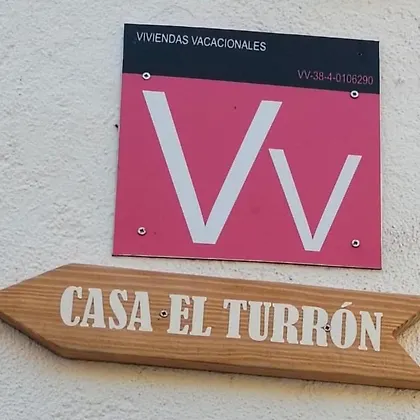 VIVIENDAS VACACIONALES
VV-38-4-0106290
Vv
CASA EL TURRÓN